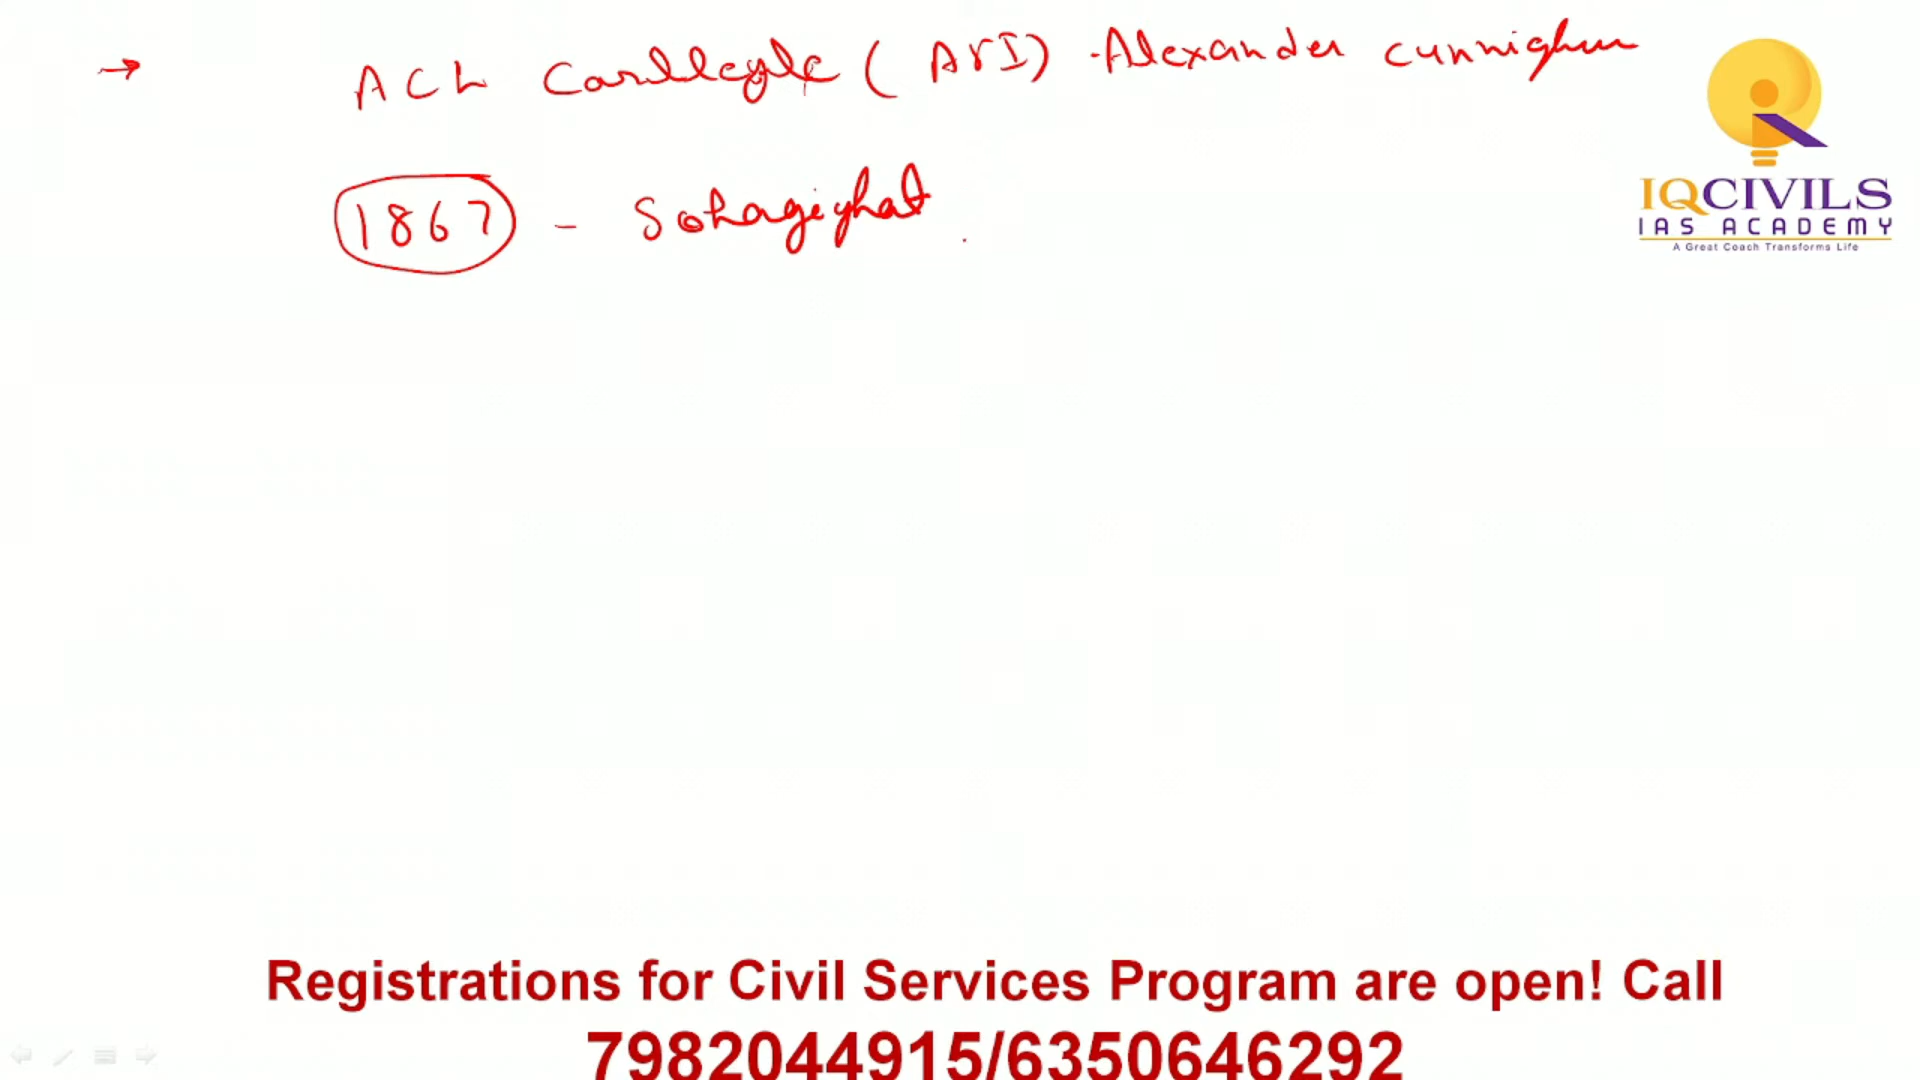 → ACL Carlleyle (ASI) - Alexander Cunnighum
1867 - Sohagighat
IQCIVILS
IAS ACADEMY
A Great Coach Transforms Life
Registrations for Civil Services Program are open! Call
7982044915/6350646292